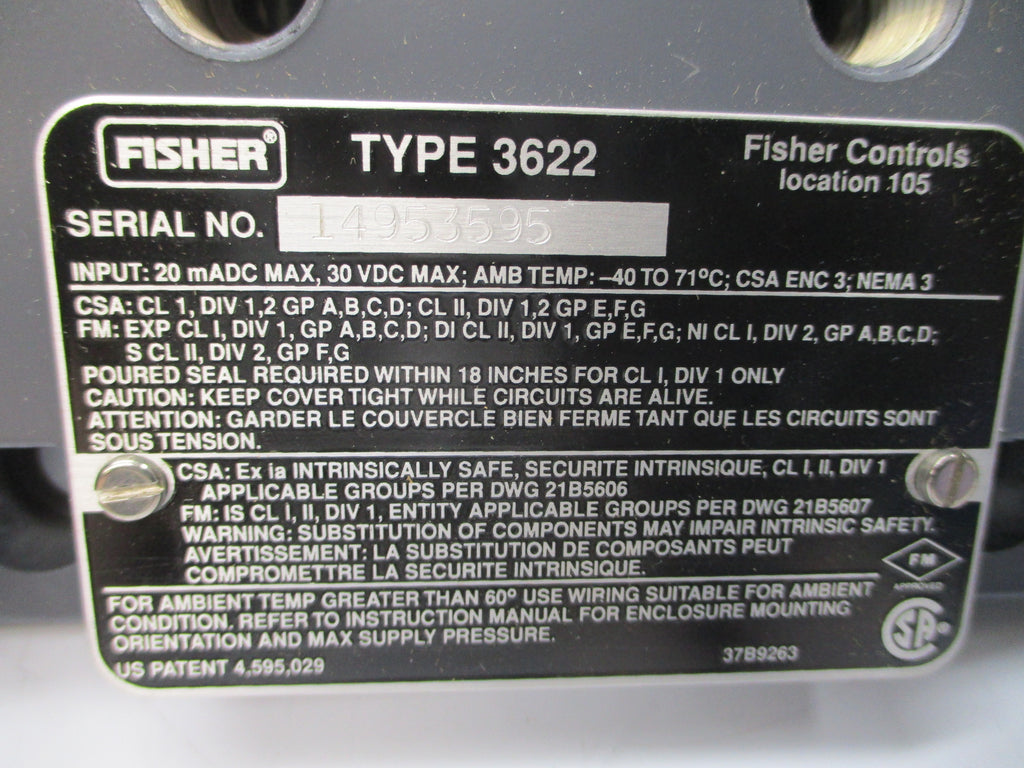 FISHER®
TYPE 3622
Fisher Controls
location 105
SERIAL NO. 14953595
INPUT: 20 mADC MAX, 30 VDC MAX; AMB TEMP: –40 TO 71ºC; CSA ENC 3; NEMA 3
CSA: CL 1, DIV 1,2 GP A,B,C,D; CL II, DIV 1,2 GP E,F,G
FM: EXP CL I, DIV 1, GP A,B,C,D; DI CL II, DIV 1, GP E,F,G; NI CL I, DIV 2, GP A,B,C,D;
S CL II, DIV 2, GP F,G
POURED SEAL REQUIRED WITHIN 18 INCHES FOR CL I, DIV 1 ONLY
CAUTION: KEEP COVER TIGHT WHILE CIRCUITS ARE ALIVE.
ATTENTION: GARDER LE COUVERCLE BIEN FERME TANT QUE LES CIRCUITS SONT
SOUS TENSION.
CSA: Ex ia INTRINSICALLY SAFE, SECURITE INTRINSIQUE, CL I, II, DIV 1
APPLICABLE GROUPS PER DWG 21B5606
FM: IS CL I, II, DIV 1, ENTITY APPLICABLE GROUPS PER DWG 21B5607
WARNING: SUBSTITUTION OF COMPONENTS MAY IMPAIR INTRINSIC SAFETY.
AVERTISSEMENT: LA SUBSTITUTION DE COMPOSANTS PEUT
COMPROMETTRE LA SECURITE INTRINSIQUE.
FM
APPROVED
FOR AMBIENT TEMP GREATER THAN 60º USE WIRING SUITABLE FOR AMBIENT
CONDITION. REFER TO INSTRUCTION MANUAL FOR ENCLOSURE MOUNTING
ORIENTATION AND MAX SUPPLY PRESSURE.
SA®
US PATENT 4,595,029
37B9263